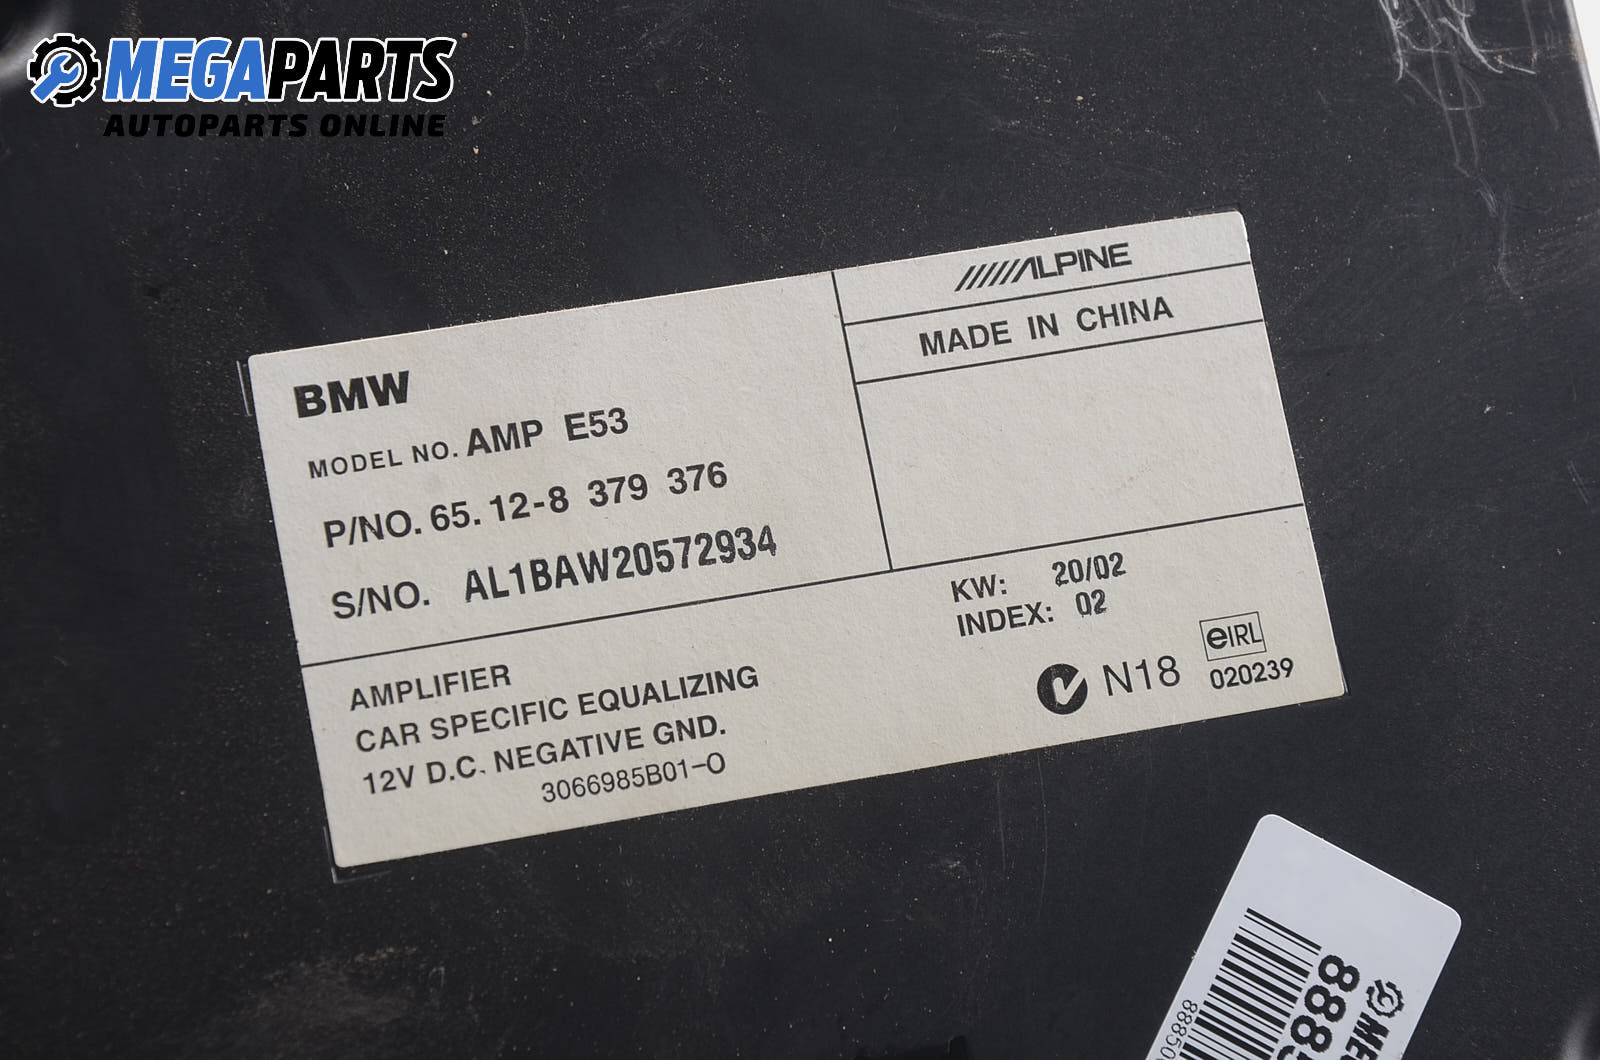 MEGAPARTS
AUTOPARTS ONLINE
ALPINE
MADE IN CHINA
BMW
MODEL NO. AMP E53
P/NO. 65. 12-8 379 376
S/NO. AL1BAW20572934
KW: 20/02
INDEX: 02
AMPLIFIER
CAR SPECIFIC EQUALIZING
12V D.C. NEGATIVE GND.
3066985B01-O
N18
eIRL
020239